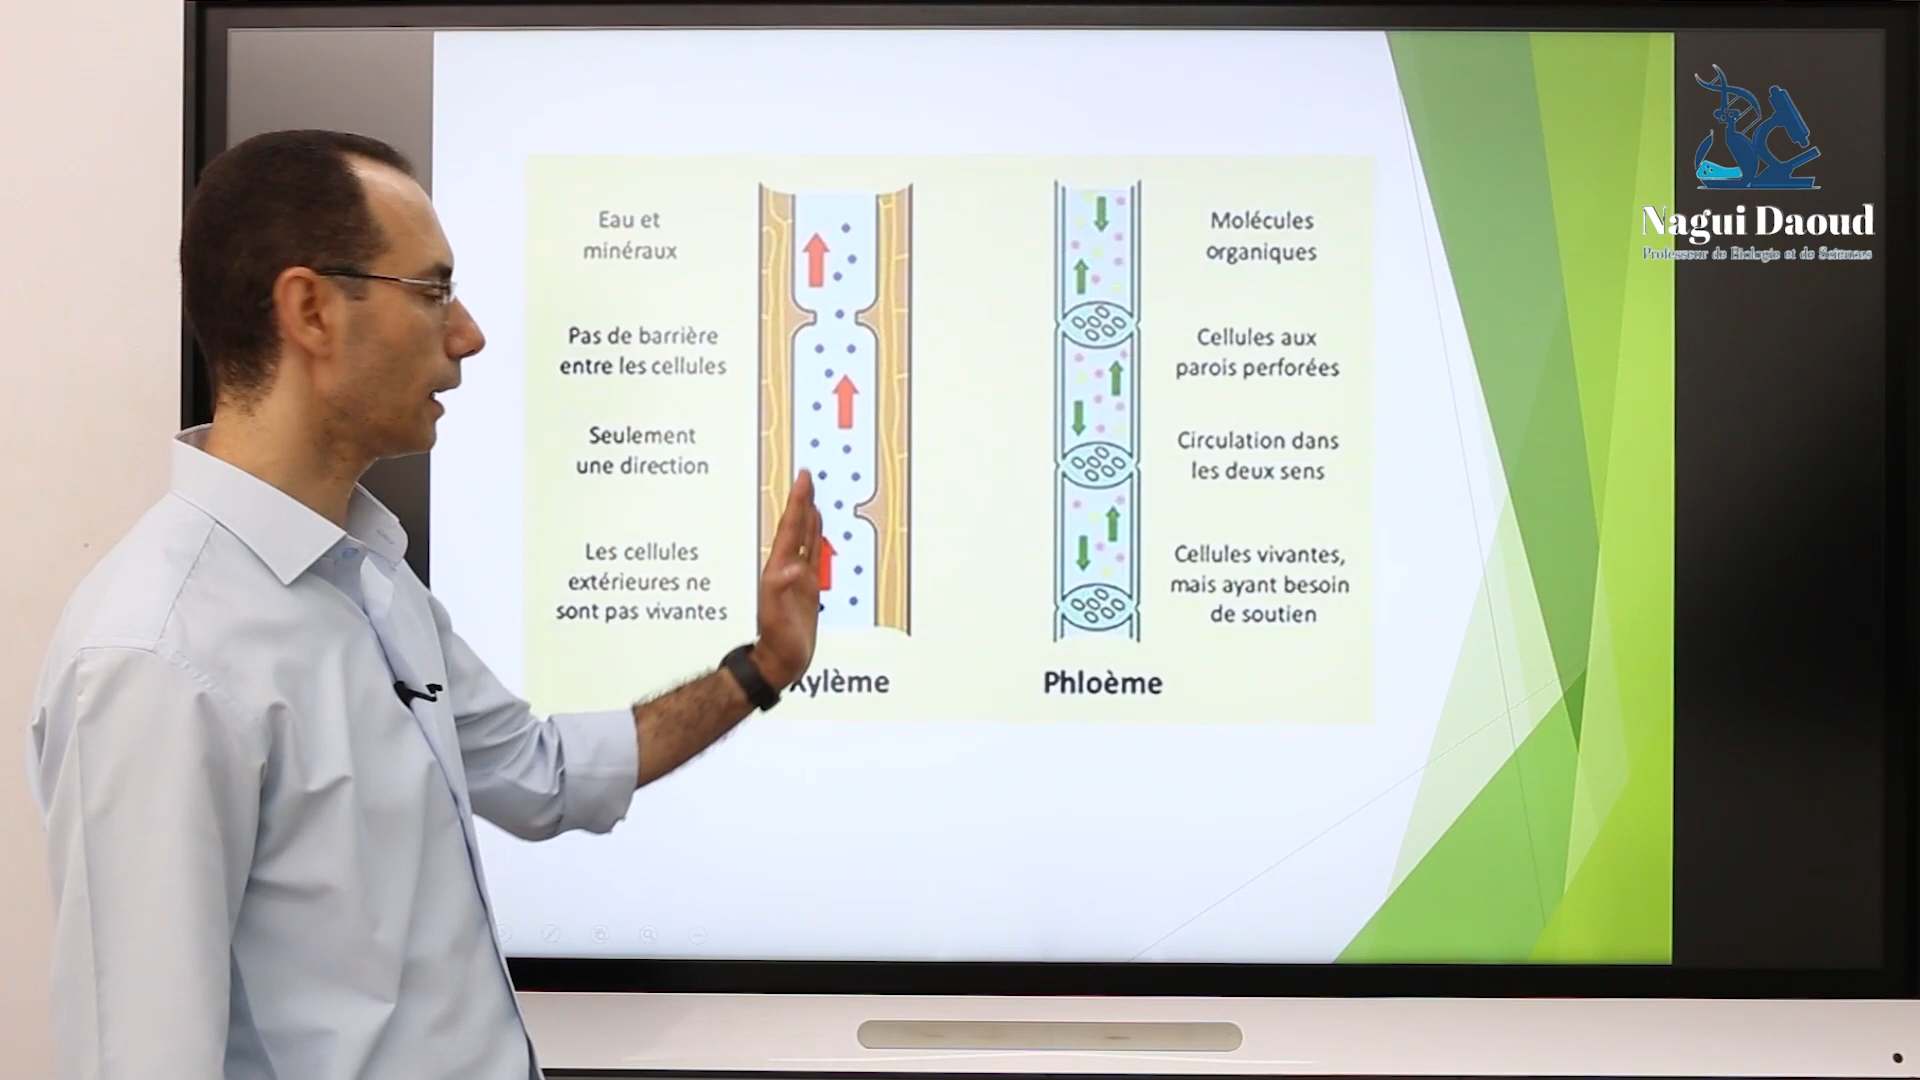 Eau et
minéraux
Pas de barrière
entre les cellules
Seulement
une direction
Les cellules
extérieures ne
sont pas vivantes
Xylème
Molécules
organiques
Cellules aux
parois perforées
Circulation dans
les deux sens
Cellules vivantes,
mais ayant besoin
de soutien
Phloème
Nagui Daoud
Professeur de Biologie et de Sciences